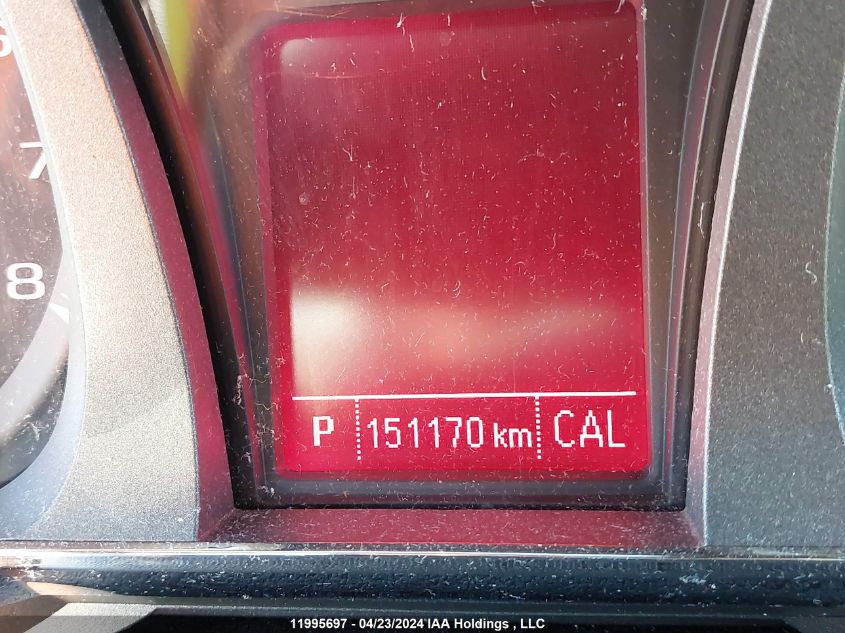 7
8
P 151170 km CAL
11995697 - 04/23/2024 IAA Holdings , LLC